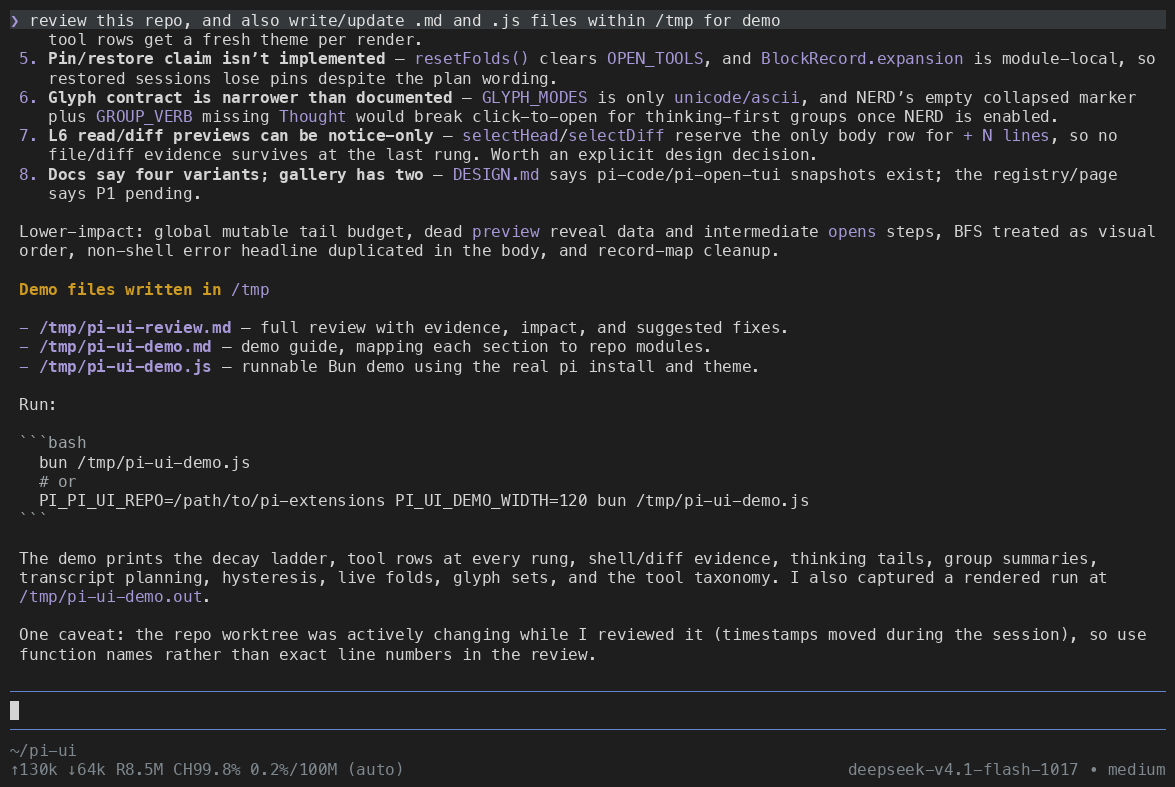 ❯ review this repo, and also write/update .md and .js files within /tmp for demo
tool rows get a fresh theme per render.
5. Pin/restore claim isn’t implemented — resetFolds() clears OPEN_TOOLS, and BlockRecord.expansion is module-local, so
restored sessions lose pins despite the plan wording.
6. Glyph contract is narrower than documented — GLYPH_MODES is only unicode/ascii, and NERD’s empty collapsed marker
plus GROUP_VERB missing Thought would break click-to-open for thinking-first groups once NERD is enabled.
7. L6 read/diff previews can be notice-only — selectHead/selectDiff reserve the only body row for + N lines, so no
file/diff evidence survives at the last rung. Worth an explicit design decision.
8. Docs say four variants; gallery has two — DESIGN.md says pi-code/pi-open-tui snapshots exist; the registry/page
says P1 pending.
Lower-impact: global mutable tail budget, dead preview reveal data and intermediate opens steps, BFS treated as visual
order, non-shell error headline duplicated in the body, and record-map cleanup.
Demo files written in /tmp
- /tmp/pi-ui-review.md — full review with evidence, impact, and suggested fixes.
- /tmp/pi-ui-demo.md — demo guide, mapping each section to repo modules.
- /tmp/pi-ui-demo.js — runnable Bun demo using the real pi install and theme.
Run:
```bash
bun /tmp/pi-ui-demo.js
# or
PI_PI_UI_REPO=/path/to/pi-extensions PI_UI_DEMO_WIDTH=120 bun /tmp/pi-ui-demo.js
```
The demo prints the decay ladder, tool rows at every rung, shell/diff evidence, thinking tails, group summaries,
transcript planning, hysteresis, live folds, glyph sets, and the tool taxonomy. I also captured a rendered run at
/tmp/pi-ui-demo.out.
One caveat: the repo worktree was actively changing while I reviewed it (timestamps moved during the session), so use
function names rather than exact line numbers in the review.
~/pi-ui
↑130k ↓64k R8.5M CH99.8% 0.2%/100M (auto) deepseek-v4.1-flash-1017 • medium